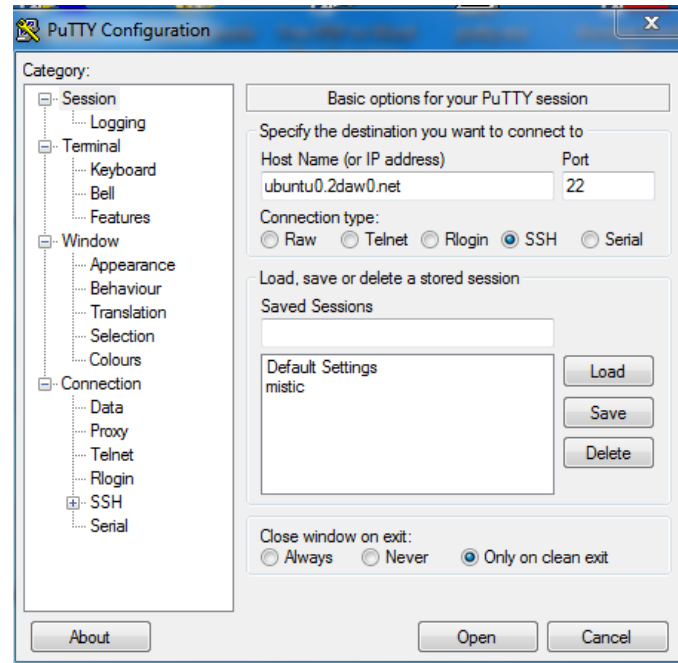 PuTTY Configuration
X
Category:
Session
Logging
Terminal
Keyboard
Bell
Features
Window
Appearance
Behaviour
Translation
Selection
Colours
Connection
Data
Proxy
Telnet
Rlogin
SSH
Serial
Basic options for your PuTTY session
Specify the destination you want to connect to
Host Name (or IP address) Port
ubuntu0.2daw0.net 22
Connection type:
Raw Telnet Rlogin SSH Serial
Load, save or delete a stored session
Saved Sessions
Default Settings
mistic
Load
Save
Delete
Close window on exit:
Always Never Only on clean exit
About Open Cancel